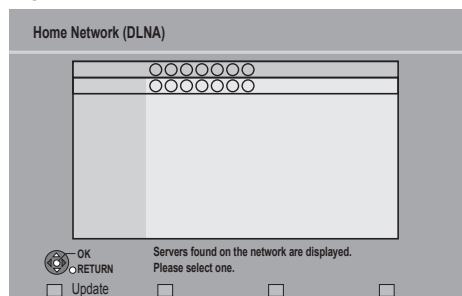 Home Network (DLNA)
○○○○○○○
○○○○○○○
OK
RETURN
Servers found on the network are displayed.
Please select one.
Update